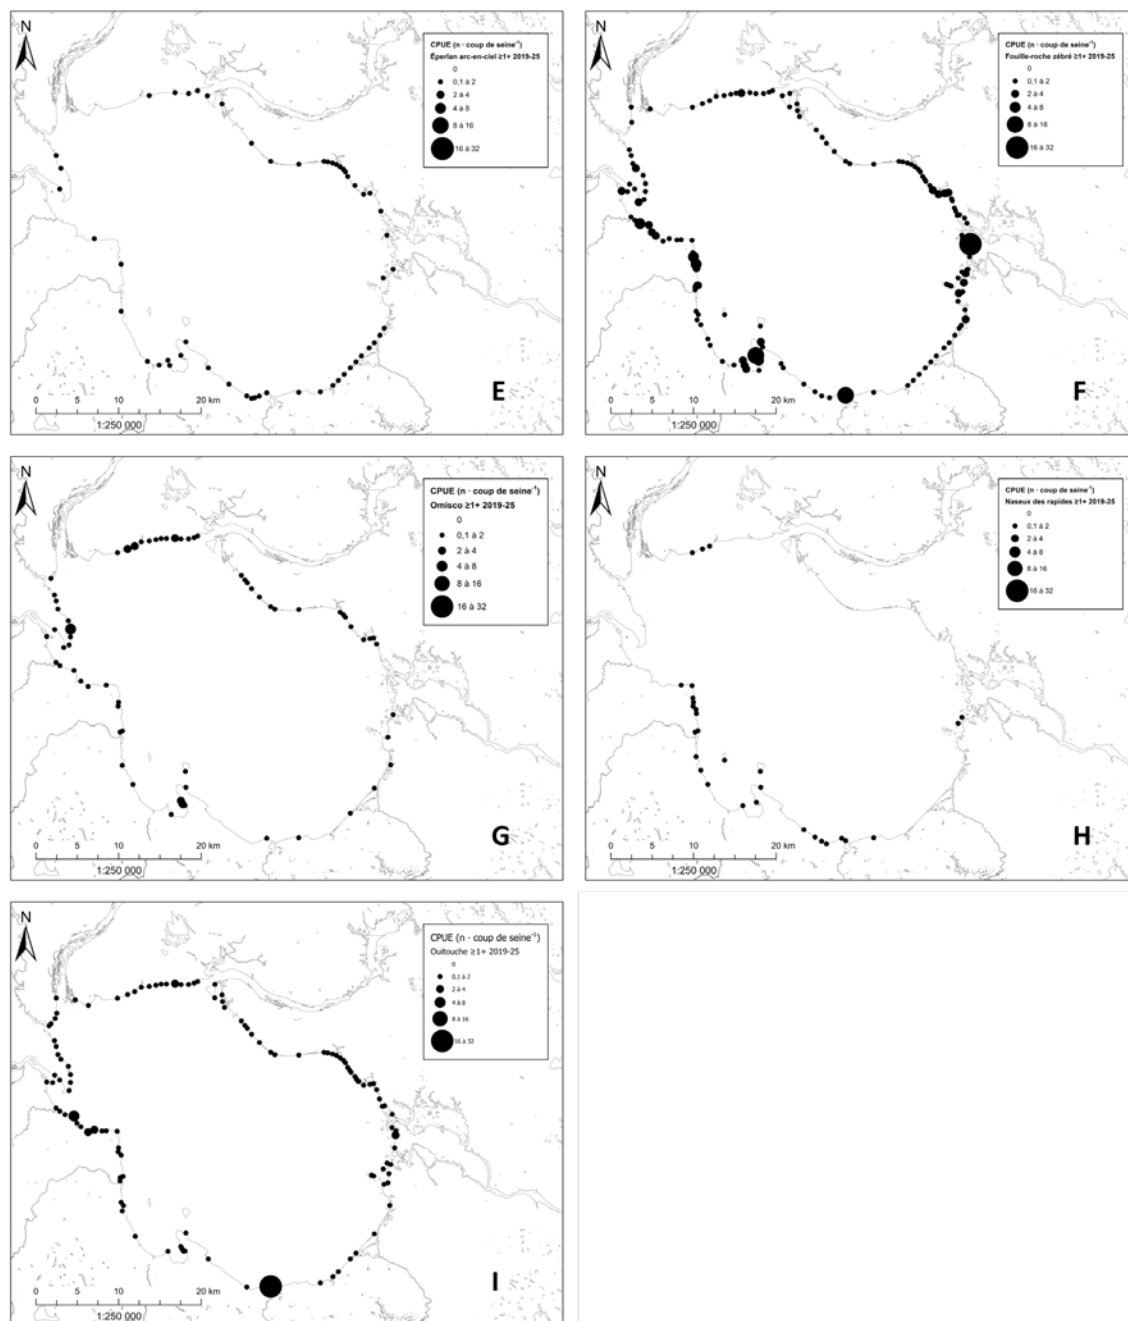 N
CPUE (n · coup de seine⁻¹)
Éperlan arc-en-ciel ≥1+ 2019-25
0
0,1 à 2
2 à 4
4 à 8
8 à 16
16 à 32
E
0 10 20 km
1:250 000
N
CPUE (n · coup de seine⁻¹)
Fouille-roche zébré ≥1+ 2019-25
0
0,1 à 2
2 à 4
4 à 8
8 à 16
16 à 32
F
0 10 20 km
1:250 000
N
CPUE (n · coup de seine⁻¹)
Omisco ≥1+ 2019-25
0
0,1 à 2
2 à 4
4 à 8
8 à 16
16 à 32
G
0 10 20 km
1:250 000
N
CPUE (n · coup de seine⁻¹)
Naseux des rapides ≥1+ 2019-25
0
0,1 à 2
2 à 4
4 à 8
8 à 16
16 à 32
H
0 10 20 km
1:250 000
N
CPUE (n · coup de seine⁻¹)
Ouitouche ≥1+ 2019-25
0
0,1 à 2
2 à 4
4 à 8
8 à 16
16 à 32
I
0 10 20 km
1:250 000